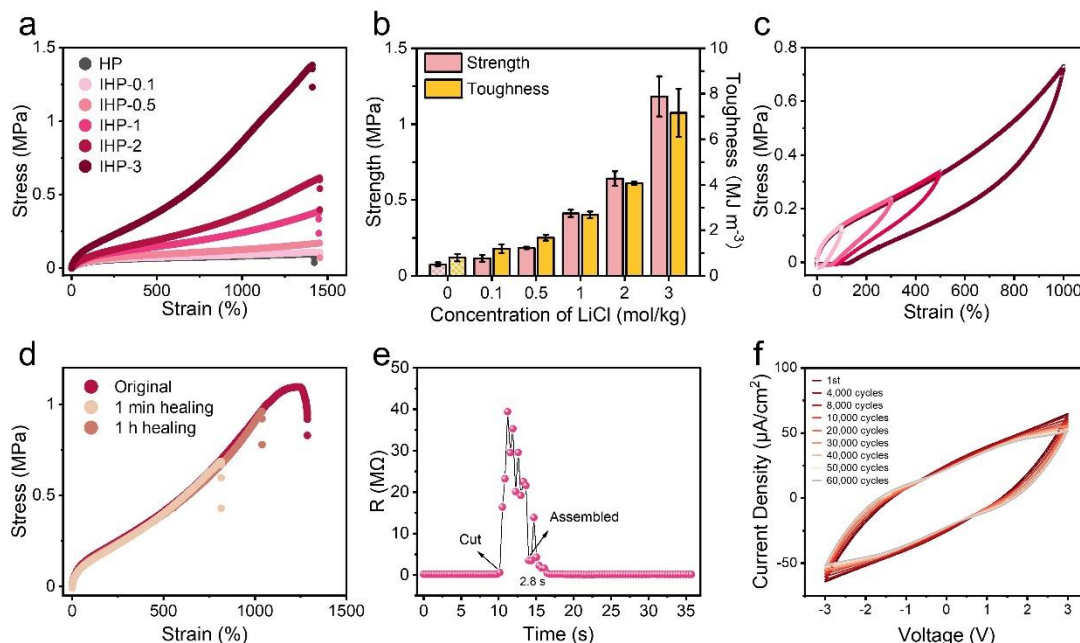 a
1.5
1
0.5
0
Stress (MPa)
HP
IHP-0.1
IHP-0.5
IHP-1
IHP-2
IHP-3
0 500 1000 1500
Strain (%)
b
1.5
1
0.5
0
Strength (MPa)
Strength
Toughness
10
8
6
4
2
0
Toughness (MJ m⁻³)
0 0.1 0.5 1 2 3
Concentration of LiCl (mol/kg)
c
0.8
0.6
0.4
0.2
0
Stress (MPa)
0 200 400 600 800 1000
Strain (%)
d
1
0.5
0
Stress (MPa)
Original
1 min healing
1 h healing
0 500 1000 1500
Strain (%)
e
50
40
30
20
10
0
R (MΩ)
Cut
Assembled
2.8 s
0 5 10 15 20 25 30 35
Time (s)
f
100
50
0
-50
Current Density (µA/cm²)
1st
4,000 cycles
8,000 cycles
10,000 cycles
20,000 cycles
30,000 cycles
40,000 cycles
50,000 cycles
60,000 cycles
-3 -2 -1 0 1 2 3
Voltage (V)